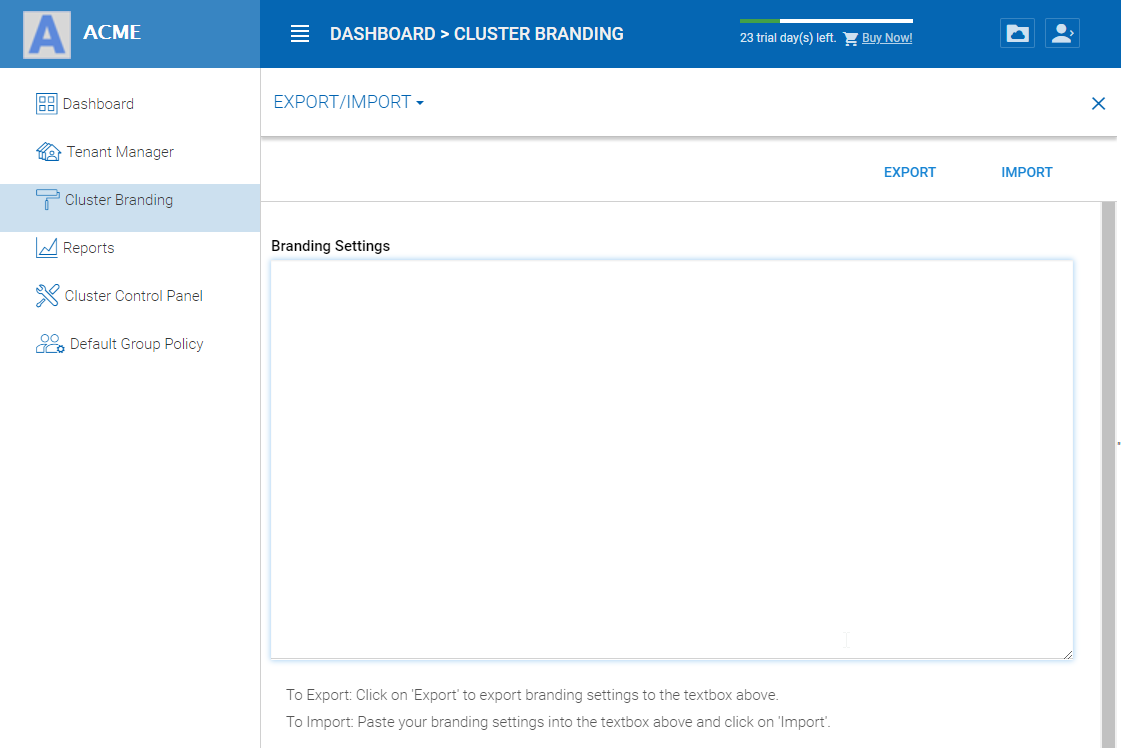 A ACME
DASHBOARD > CLUSTER BRANDING
23 trial day(s) left. Buy Now!
Dashboard
Tenant Manager
Cluster Branding
Reports
Cluster Control Panel
Default Group Policy
EXPORT/IMPORT
EXPORT IMPORT
Branding Settings
To Export: Click on 'Export' to export branding settings to the textbox above.
To Import: Paste your branding settings into the textbox above and click on 'Import'.